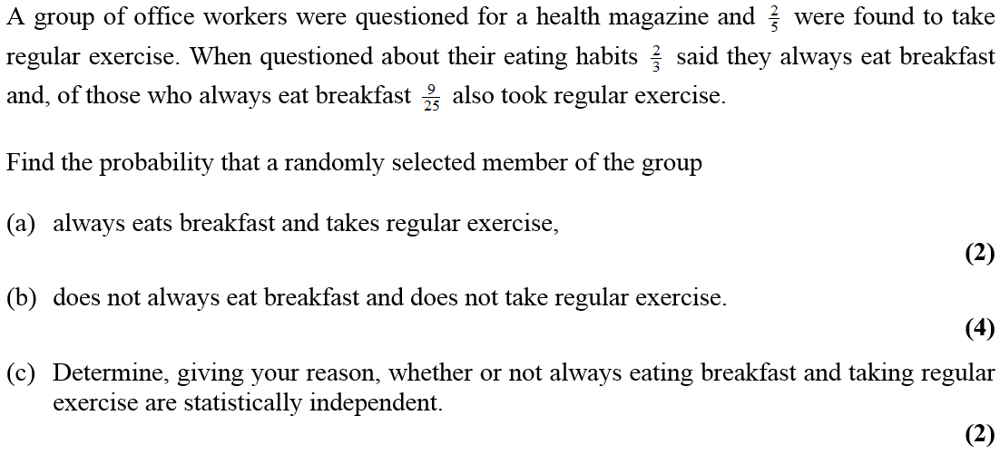 A group of office workers were questioned for a health magazine and 2/5 were found to take
regular exercise. When questioned about their eating habits 2/3 said they always eat breakfast
and, of those who always eat breakfast 9/25 also took regular exercise.
Find the probability that a randomly selected member of the group
(a) always eats breakfast and takes regular exercise,
(2)
(b) does not always eat breakfast and does not take regular exercise.
(4)
(c) Determine, giving your reason, whether or not always eating breakfast and taking regular
exercise are statistically independent.
(2)